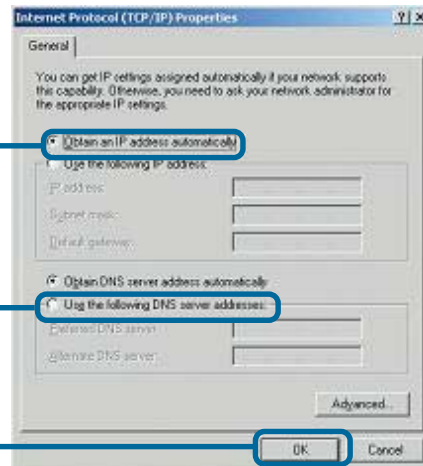 Internet Protocol (TCP/IP) Properties
General
You can get IP settings assigned automatically if your network supports
this capability. Otherwise, you need to ask your network administrator for
the appropriate IP settings.
Obtain an IP address automatically
Use the following IP address:
IP address:
Subnet mask:
Default gateway:
Obtain DNS server address automatically
Use the following DNS server addresses:
Preferred DNS server:
Alternate DNS server:
Advanced...
OK
Cancel